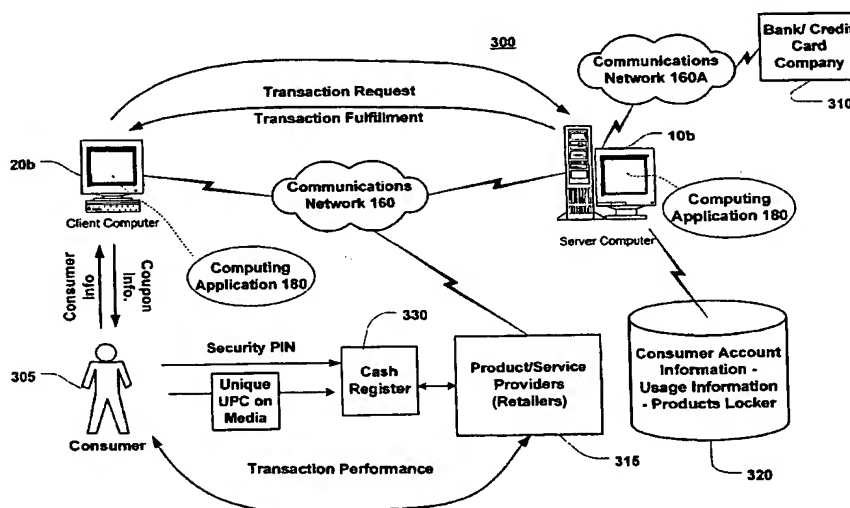 300
Bank/ Credit
Card
Company
310
Communications
Network 160A
Transaction Request
Transaction Fulfillment
20b
10b
Client Computer
Communications
Network 160
Server Computer
Computing
Application 180
Computing
Application 180
Consumer
Info
Coupon
Info.
305
Consumer
Security PIN
Unique
UPC on
Media
330
Cash
Register
Product/Service
Providers
(Retailers)
315
Consumer Account
Information -
Usage Information
- Products Locker
320
Transaction Performance